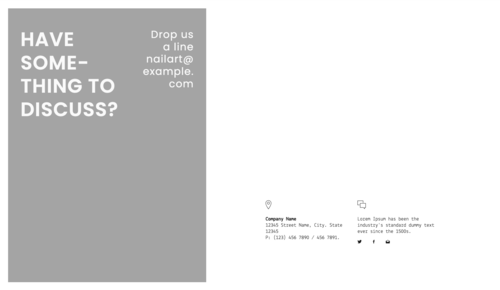 HAVE
SOME-
THING TO
DISCUSS?
Drop us
a line
nailart@
example.
com
Company Name
12345 Street Name, City. State
12345
P: (123) 456 7890 / 456 7891.
Lorem Ipsum has been the
industry's standard dummy text
ever since the 1500s.